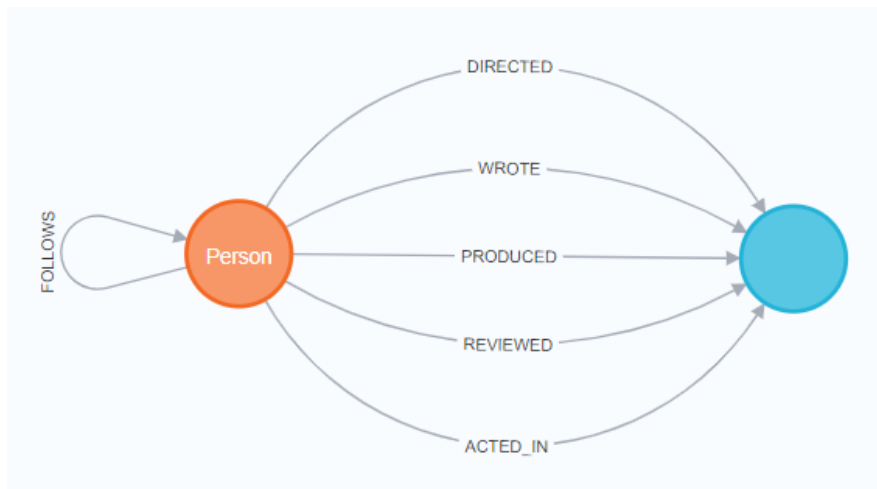 DIRECTED
WROTE
FOLLOWS
Person
PRODUCED
REVIEWED
ACTED_IN